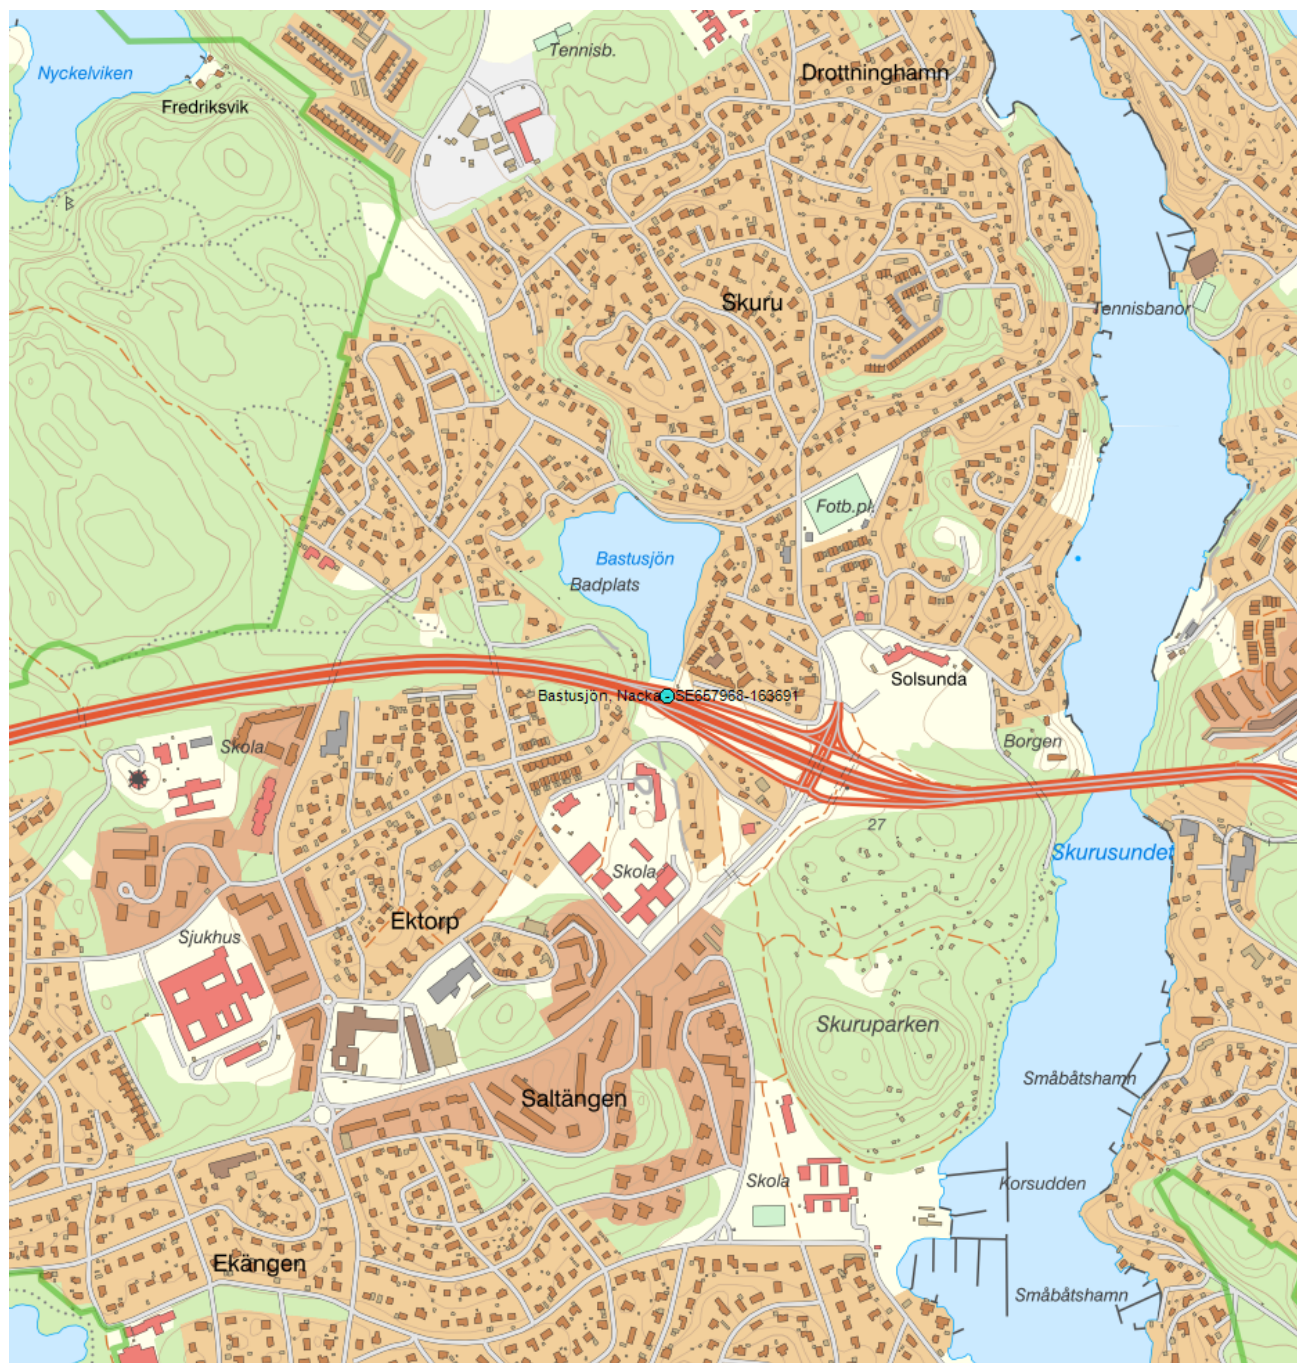 Tennisb.
Nyckelviken
Drottninghamn
Fredriksvik
Skuru
Tennisbanor
Fotb.pl.
Bastusjön
Badplats
Solsunda
Bastusjön, Nacka - SE657968-163691
Skola
Borgen
27
Skurusundet
Skola
Ektorp
Sjukhus
Skuruparken
Småbåtshamn
Saltängen
Skola
Korsudden
Ekängen
Småbåtshamn